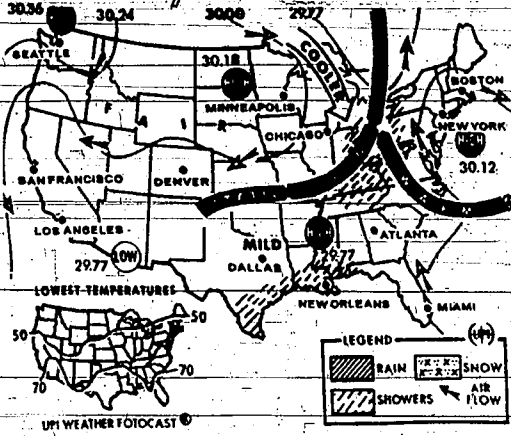 30.36
30.24
30.00
29.77
SEATTLE
COOLER
30.18
BOSTON
MINNEAPOLIS
F A I R
NEW YORK
CHICAGO
30.12
SAN FRANCISCO
DENVER
LOS ANGELES
MILD
ATLANTA
LOW
29.77
DALLAS
29.77
LOWEST TEMPERATURES
NEW ORLEANS
MIAMI
50
50
70
70
LEGEND
RAIN
SNOW
SHOWERS
AIR FLOW
UPI WEATHER FOTOCAST